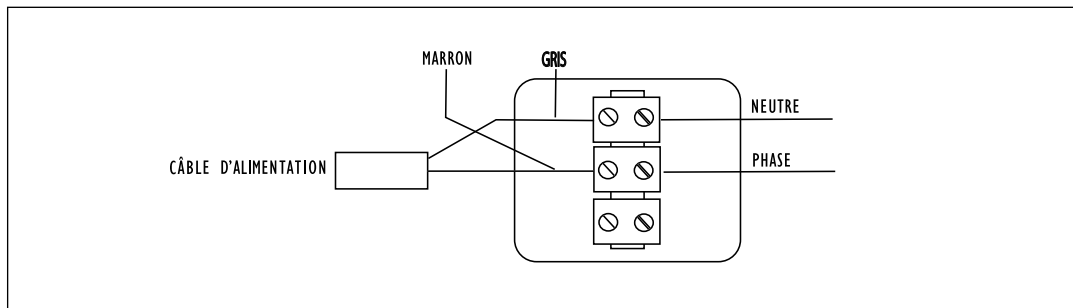 MARRON
GRIS
NEUTRE
CÂBLE D'ALIMENTATION
PHASE